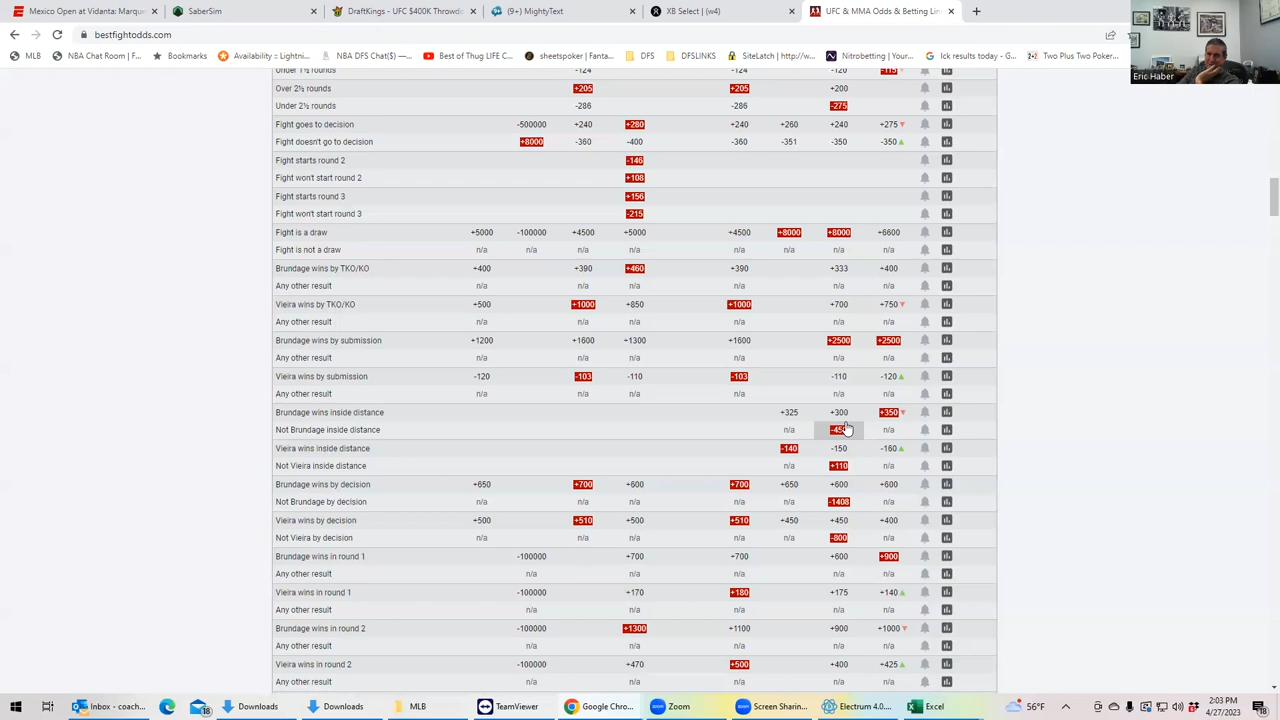 Mexico Open at Vidanta: Marque × SaberSim × DraftKings - UFC $400K Throwdo × (9+) MightyText × XB Select | × UFC & MMA Odds & Betting Lin × +
bestfightodds.com
MLB NBA Chat Room | F... Bookmarks Availability :: Lightni... NBA DFS Chat($) —... Best of Thug LIFE C... sheetspoker | Fanta... DFS DFSLINKS SiteLatch (http://w... Nitrobetting | Your... lck results today - G... Two Plus Two Poker...
Eric Haber
Under 1½ rounds -124 -124 -120 -115
Over 2½ rounds +205 +205 +200
Under 2½ rounds -286 -286 -275
Fight goes to decision -500000 +240 +280 +240 +260 +240 +275
Fight doesn't go to decision +8000 -360 -400 -360 -351 -350 -350
Fight starts round 2 -146
Fight won't start round 2 +108
Fight starts round 3 +156
Fight won't start round 3 -215
Fight is a draw +5000 -100000 +4500 +5000 +4500 +8000 +8000 +6600
Fight is not a draw n/a n/a n/a n/a n/a n/a n/a n/a
Brundage wins by TKO/KO +400 +390 +460 +390 +333 +400
Any other result n/a n/a n/a n/a n/a n/a
Vieira wins by TKO/KO +500 +1000 +850 +1000 +700 +750
Any other result n/a n/a n/a n/a n/a n/a
Brundage wins by submission +1200 +1600 +1300 +1600 +2500 +2500
Any other result n/a n/a n/a n/a n/a n/a
Vieira wins by submission -120 -103 -110 -103 -110 -120
Any other result n/a n/a n/a n/a n/a n/a
Brundage wins inside distance +325 +300 +350
Not Brundage inside distance n/a n/a
Vieira wins inside distance -140 -150 -160
Not Vieira inside distance n/a +110 n/a
Brundage wins by decision +650 +700 +600 +700 +650 +600 +600
Not Brundage by decision n/a n/a n/a n/a n/a -1408 n/a
Vieira wins by decision +500 +510 +500 +510 +450 +450 +400
Not Vieira by decision n/a n/a n/a n/a n/a -800 n/a
Brundage wins in round 1 -100000 +700 +700 +600 +900
Any other result n/a n/a n/a n/a n/a
Vieira wins in round 1 -100000 +170 +180 +175 +140
Any other result n/a n/a n/a n/a n/a
Brundage wins in round 2 -100000 +1300 +1100 +900 +1000
Any other result n/a n/a n/a n/a n/a
Vieira wins in round 2 -100000 +470 +500 +400 +425
Any other result n/a n/a n/a n/a n/a
Inbox - coach... 18 Downloads Downloads MLB TeamViewer Google Chro... Zoom Screen Sharin... Electrum 4.0.... Excel 56°F 2:03 PM
4/27/2023 18